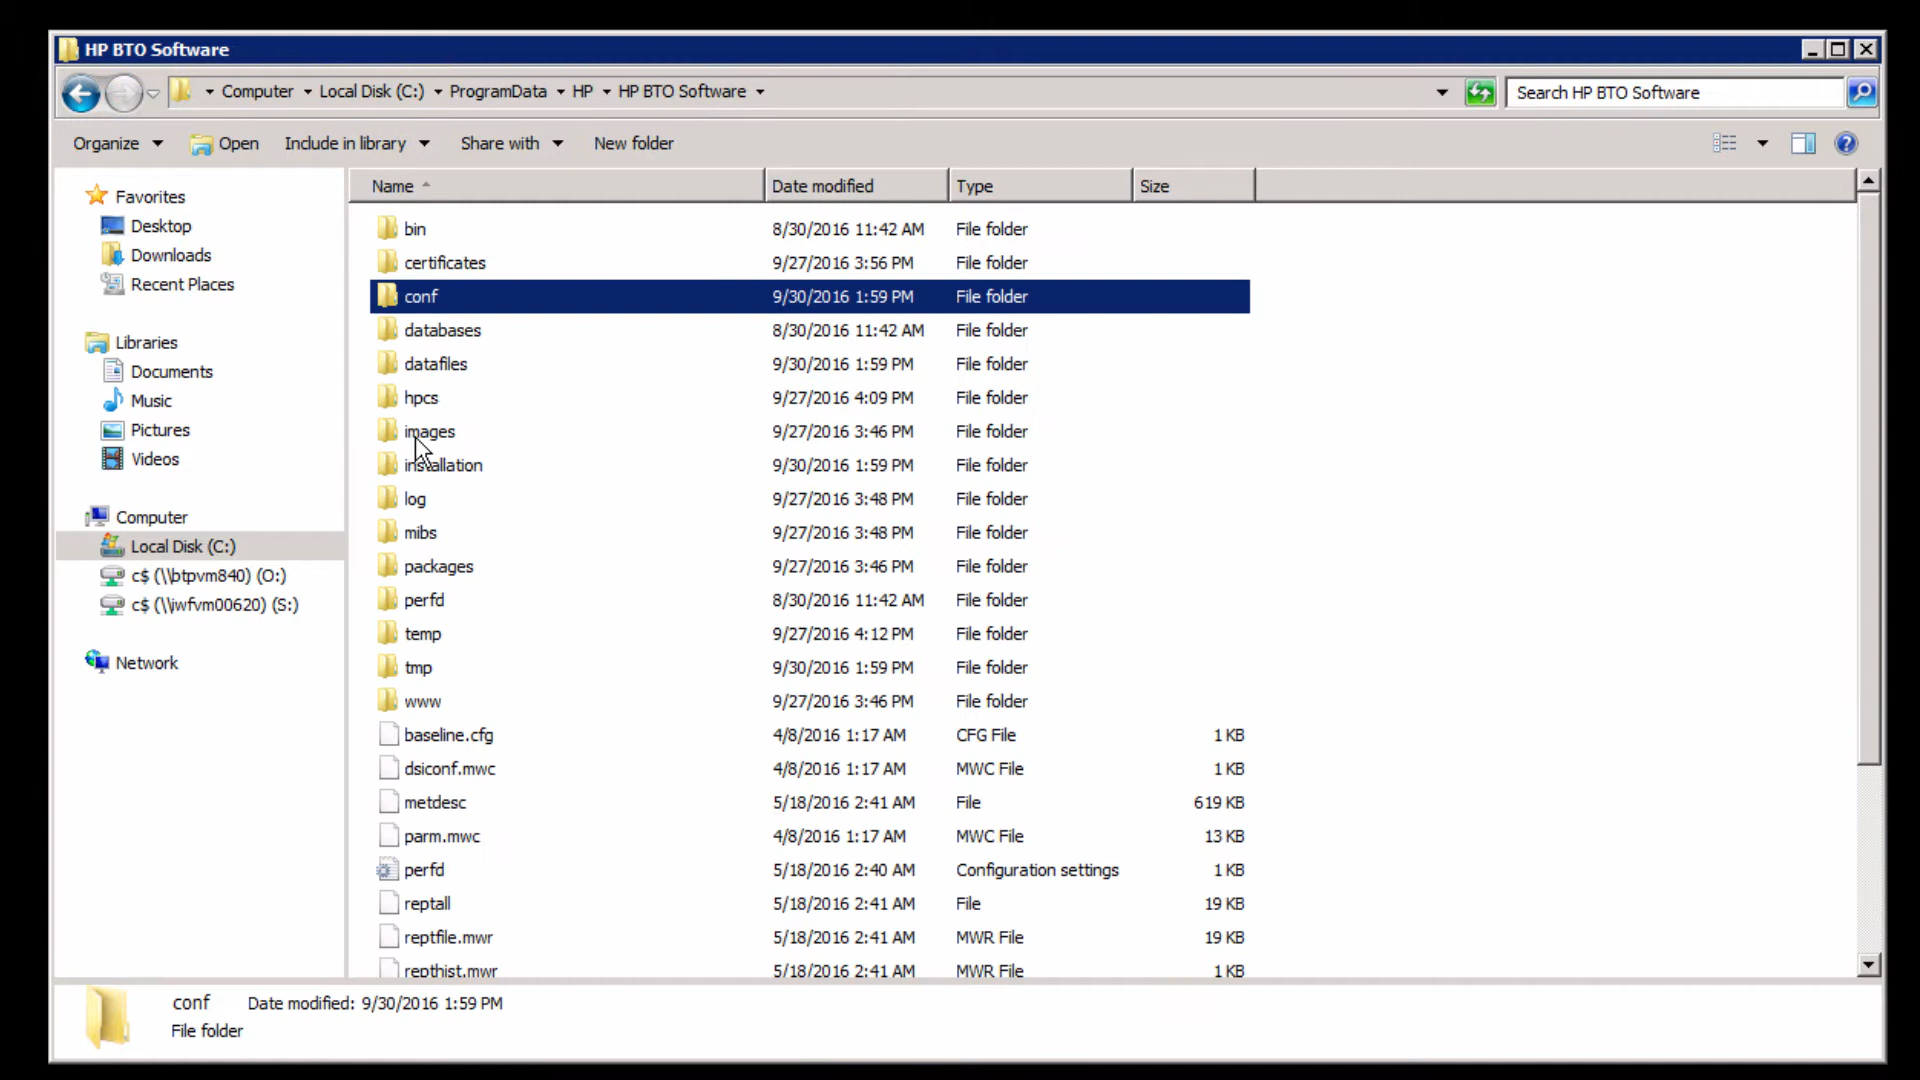 HP BTO Software
Computer Local Disk (C:) ProgramData HP HP BTO Software
Search HP BTO Software
Organize Open Include in library Share with New folder
Name Date modified Type Size
Favorites
Desktop
Downloads
Recent Places
Libraries
Documents
Music
Pictures
Videos
Computer
Local Disk (C:)
c$ (\\btpvm840) (O:)
c$ (\\iwfvm00620) (S:)
Network
bin 8/30/2016 11:42 AM File folder
certificates 9/27/2016 3:56 PM File folder
conf 9/30/2016 1:59 PM File folder
databases 8/30/2016 11:42 AM File folder
datafiles 9/30/2016 1:59 PM File folder
hpcs 9/27/2016 4:09 PM File folder
images 9/27/2016 3:46 PM File folder
installation 9/30/2016 1:59 PM File folder
log 9/27/2016 3:48 PM File folder
mibs 9/27/2016 3:48 PM File folder
packages 9/27/2016 3:46 PM File folder
perfd 8/30/2016 11:42 AM File folder
temp 9/27/2016 4:12 PM File folder
tmp 9/30/2016 1:59 PM File folder
www 9/27/2016 3:46 PM File folder
baseline.cfg 4/8/2016 1:17 AM CFG File 1 KB
dsiconf.mwc 4/8/2016 1:17 AM MWC File 1 KB
metdesc 5/18/2016 2:41 AM File 619 KB
parm.mwc 4/8/2016 1:17 AM MWC File 13 KB
perfd 5/18/2016 2:40 AM Configuration settings 1 KB
reptall 5/18/2016 2:41 AM File 19 KB
reptfile.mwr 5/18/2016 2:41 AM MWR File 19 KB
repthist.mwr 5/18/2016 2:41 AM MWR File 1 KB
conf Date modified: 9/30/2016 1:59 PM
File folder